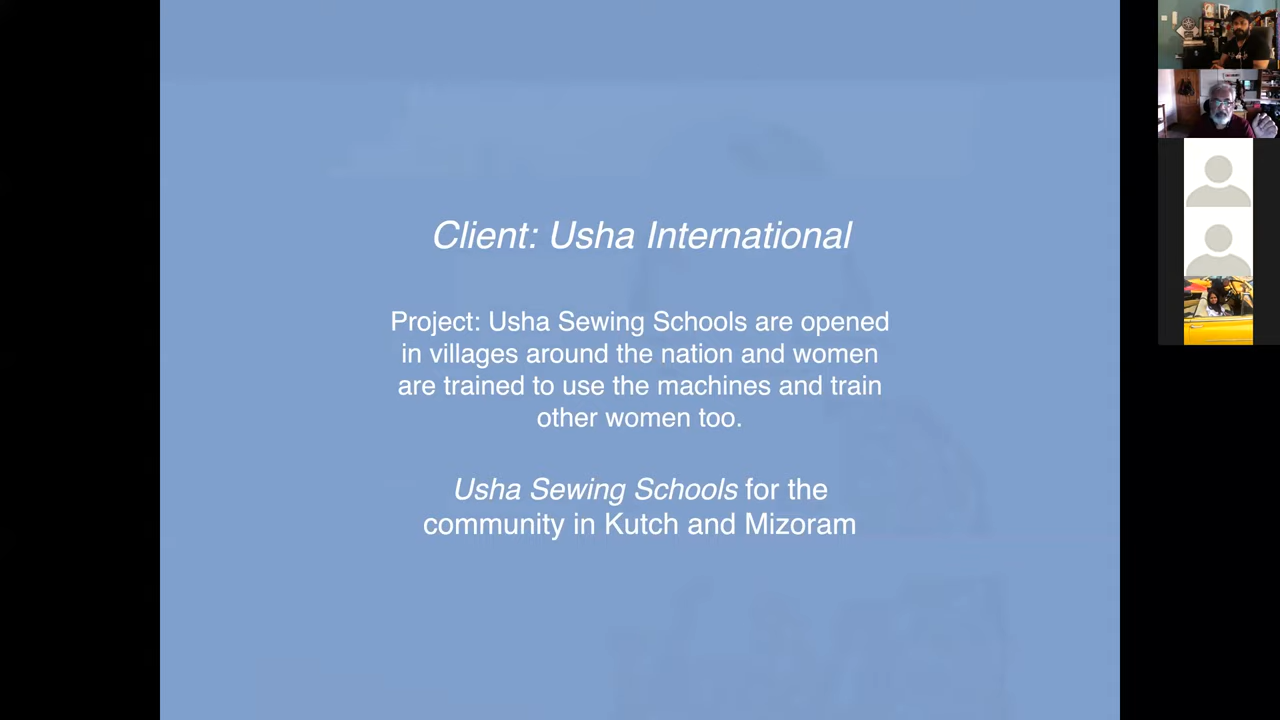 Client: Usha International
Project: Usha Sewing Schools are opened
in villages around the nation and women
are trained to use the machines and train
other women too.
Usha Sewing Schools for the
community in Kutch and Mizoram